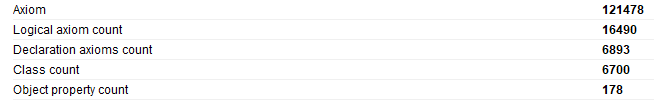 Axiom 121478
Logical axiom count 16490
Declaration axioms count 6893
Class count 6700
Object property count 178